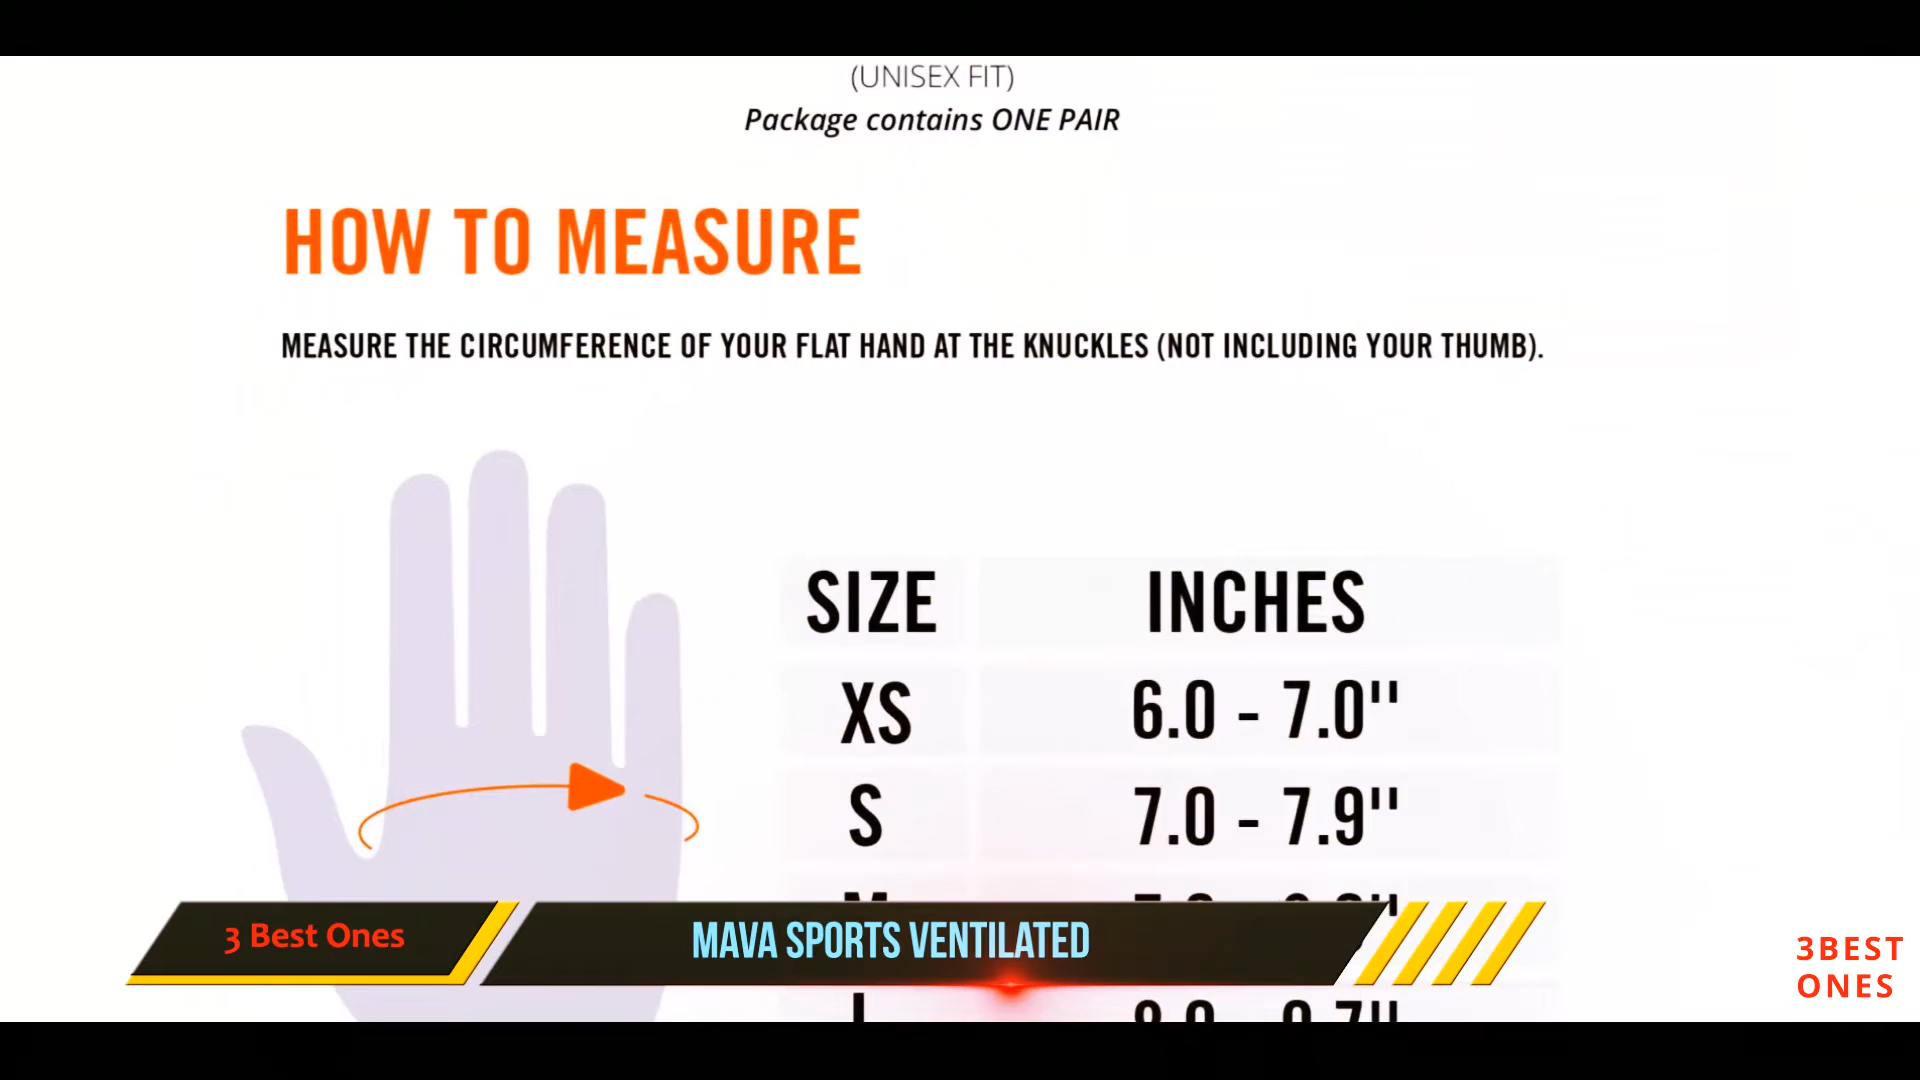 (UNISEX FIT)
Package contains ONE PAIR
HOW TO MEASURE
MEASURE THE CIRCUMFERENCE OF YOUR FLAT HAND AT THE KNUCKLES (NOT INCLUDING YOUR THUMB).
SIZE INCHES
XS 6.0 - 7.0''
S 7.0 - 7.9''
3 Best Ones
MAVA SPORTS VENTILATED
3BEST
ONES